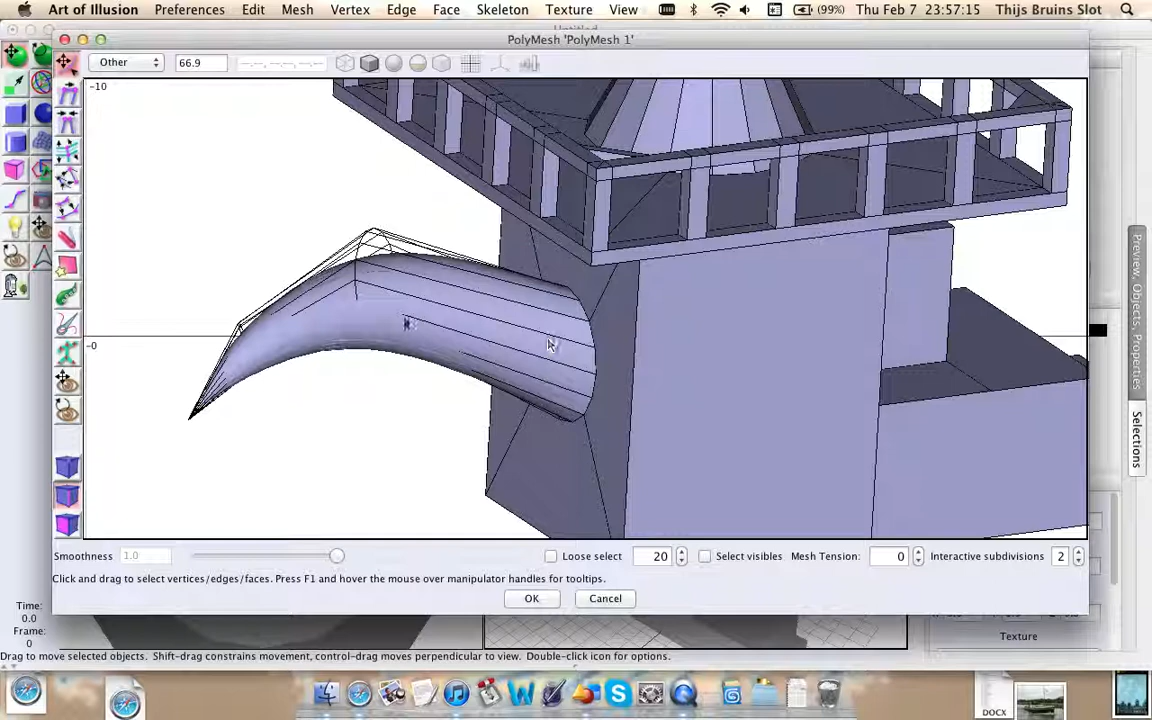 Art of Illusion Preferences Edit Mesh Vertex Edge Face Skeleton Texture View (99%) Thu Feb 7 23:57:15 Thijs Bruins Slot
PolyMesh 'PolyMesh 1'
Other 66.9
-10
-0
Preview, Objects, Properties
Selections
Smoothness 1.0 Loose select 20 Select visibles Mesh Tension: 0 Interactive subdivisions 2
Click and drag to select vertices/edges/faces. Press F1 and hover the mouse over manipulator handles for tooltips.
OK Cancel
Time:
0.0
Frame:
0
Texture
Drag to move selected objects. Shift-drag constrains movement, control-drag moves perpendicular to view. Double-click icon for options.
DOCX